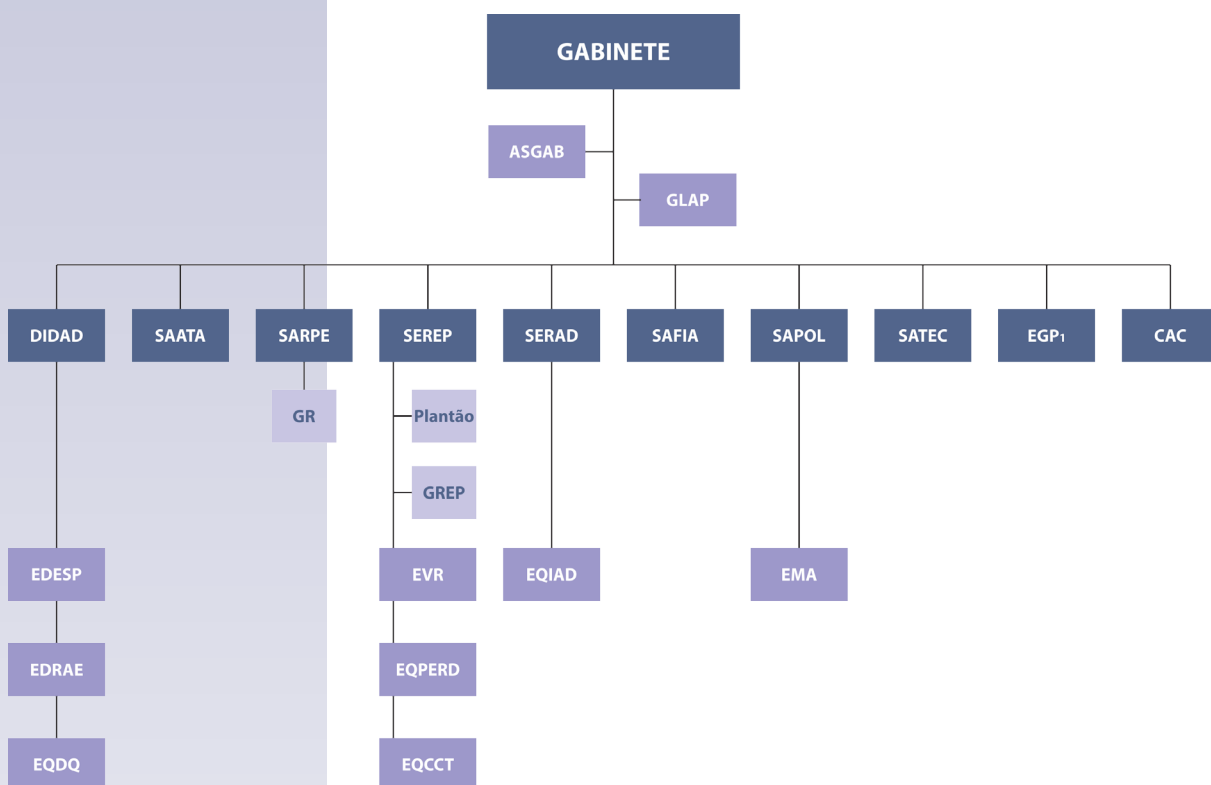 GABINETE
ASGAB
GLAP
DIDAD SAATA SARPE SEREP SERAD SAFIA SAPOL SATEC EGP1 CAC
GR Plantão
GREP
EDESP EVR EQIAD EMA
EDRAE EQPERD
EQDQ EQCCT